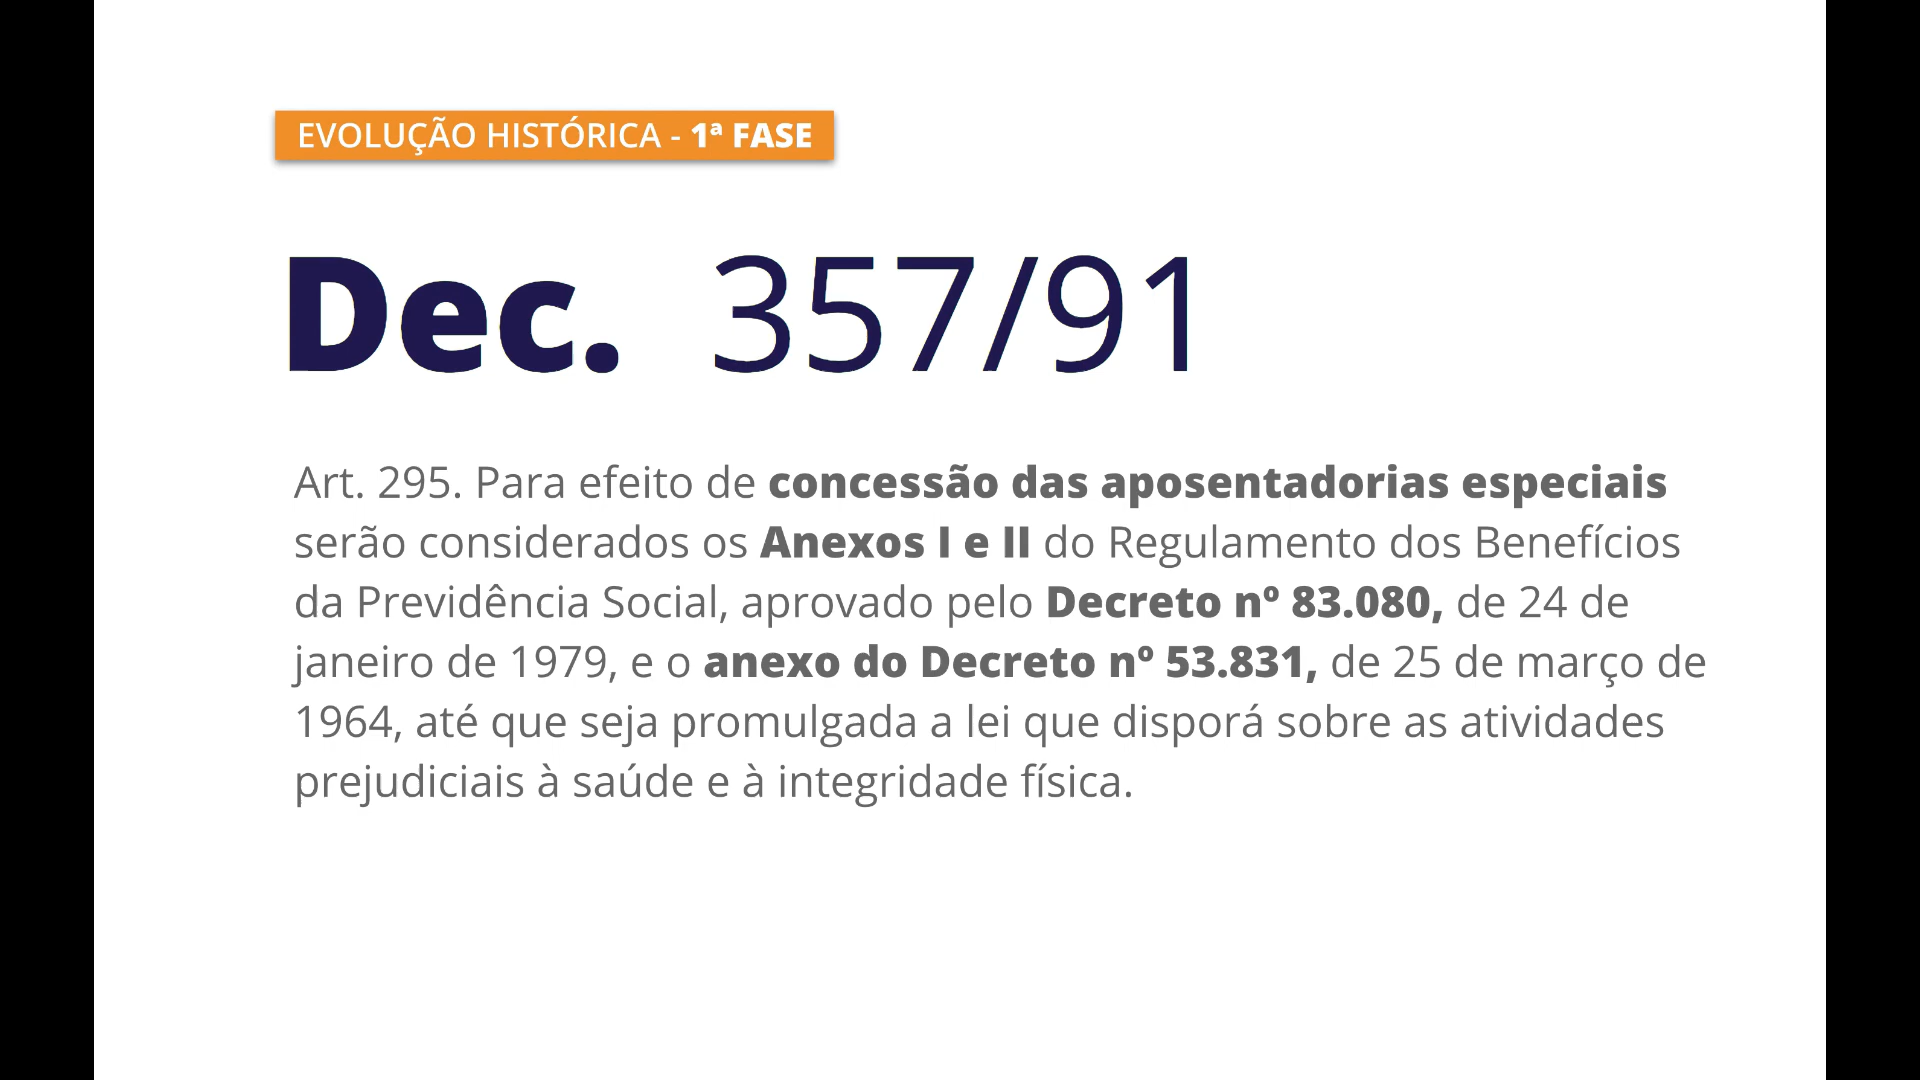 EVOLUÇÃO HISTÓRICA - 1ª FASE
Dec. 357/91
Art. 295. Para efeito de concessão das aposentadorias especiais
serão considerados os Anexos I e II do Regulamento dos Benefícios
da Previdência Social, aprovado pelo Decreto nº 83.080, de 24 de
janeiro de 1979, e o anexo do Decreto nº 53.831, de 25 de março de
1964, até que seja promulgada a lei que disporá sobre as atividades
prejudiciais à saúde e à integridade física.